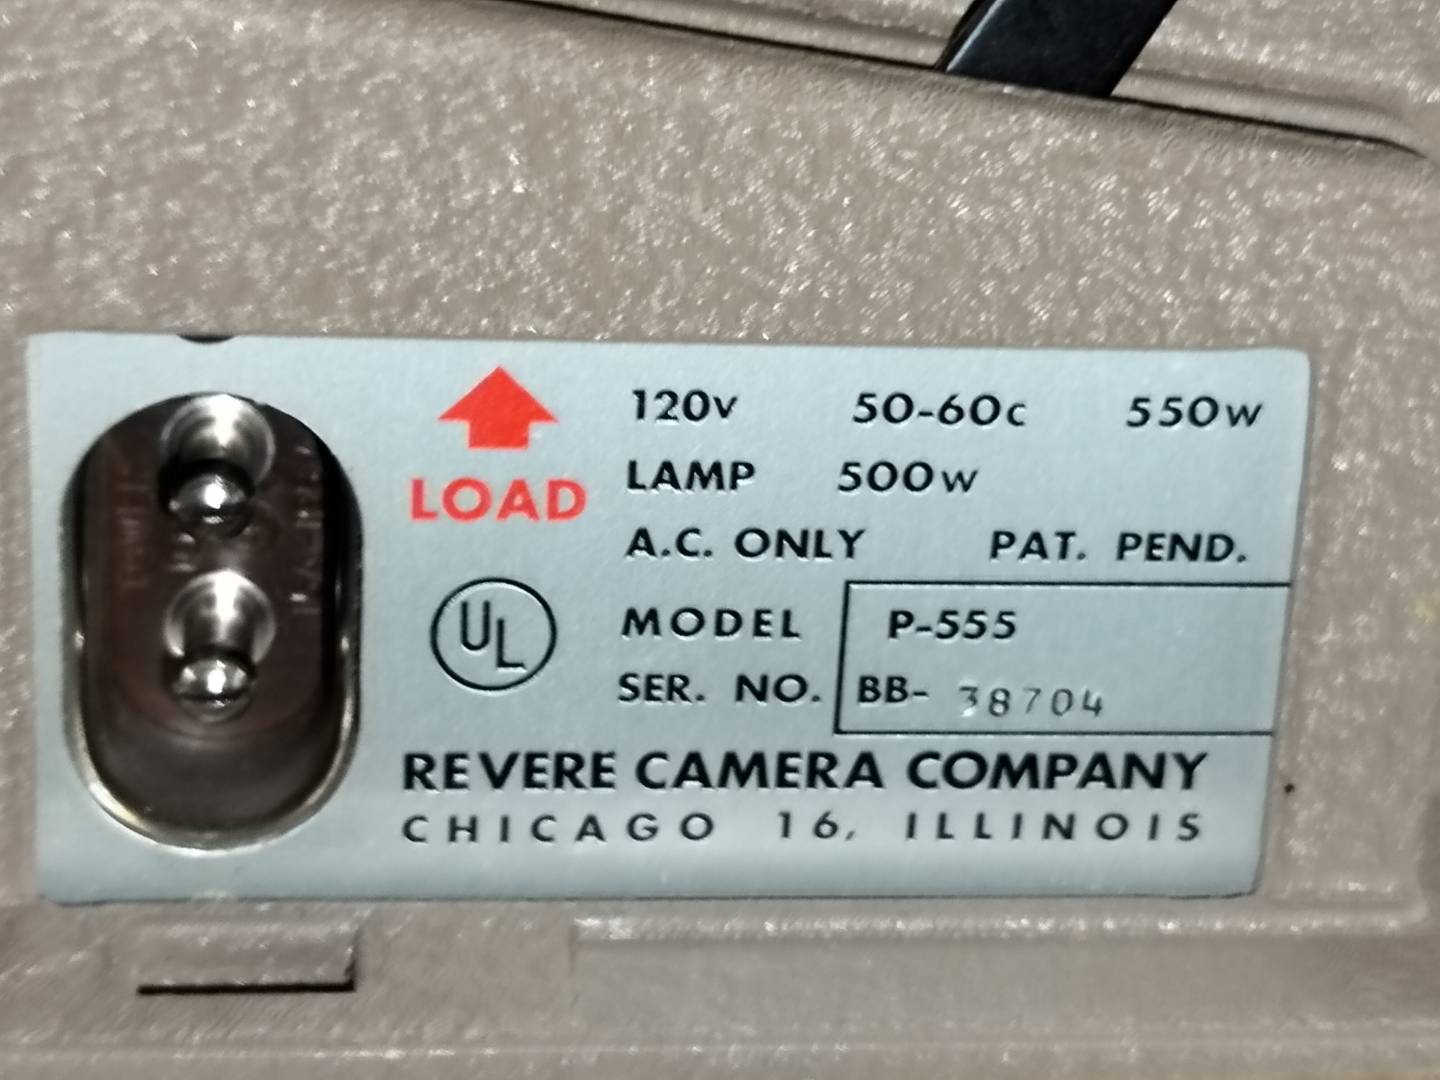 LOAD
120V 50-60C 550W
LAMP 500W
A.C. ONLY PAT. PEND.
UL
MODEL P-555
SER. NO. BB- 38704
REVERE CAMERA COMPANY
CHICAGO 16, ILLINOIS